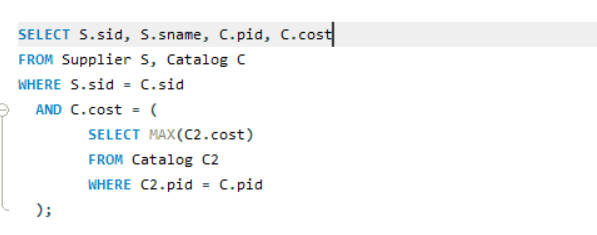 SELECT S.sid, S.sname, C.pid, C.cost
FROM Supplier S, Catalog C
WHERE S.sid = C.sid
AND C.cost = (
SELECT MAX(C2.cost)
FROM Catalog C2
WHERE C2.pid = C.pid
);